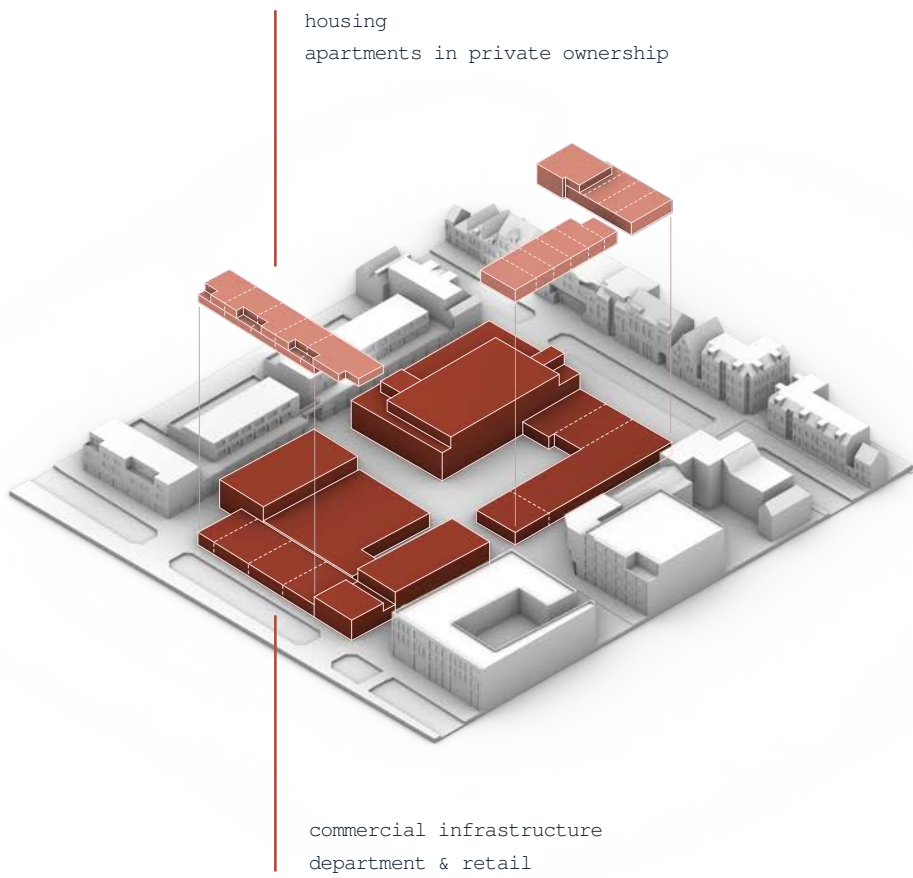 housing
apartments in private ownership
commercial infrastructure
department & retail